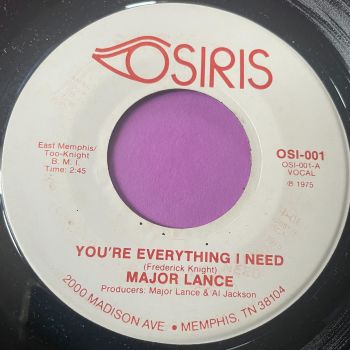 OSIRIS
East Memphis/
Too-Knight
B. M. I.
Time: 2:45
OSI-001
OSI-001-A
VOCAL
℗ 1975
YOU'RE EVERYTHING I NEED
(Frederick Knight)
MAJOR LANCE
Producers: Major Lance & Al Jackson
2000 MADISON AVE • MEMPHIS, TN 38104